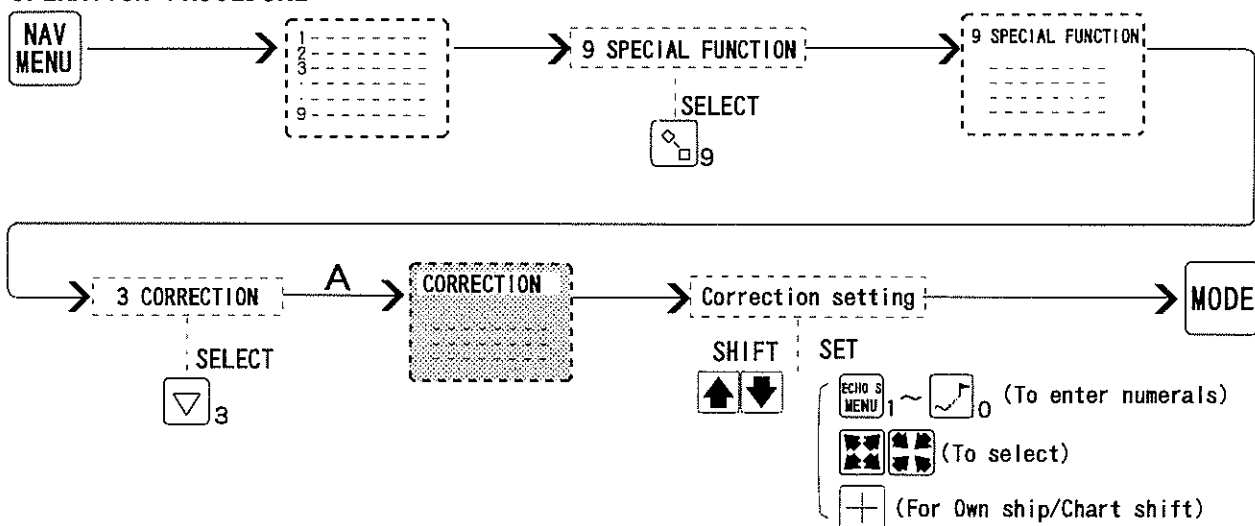 NAV
MENU
1
2
3
9
9 SPECIAL FUNCTION
SELECT
9
9 SPECIAL FUNCTION
3 CORRECTION
SELECT
3
A
CORRECTION
Correction setting
SHIFT
SET
ECHO S
MENU 1 ~ 0 (To enter numerals)
(To select)
(For Own ship/Chart shift)
MODE